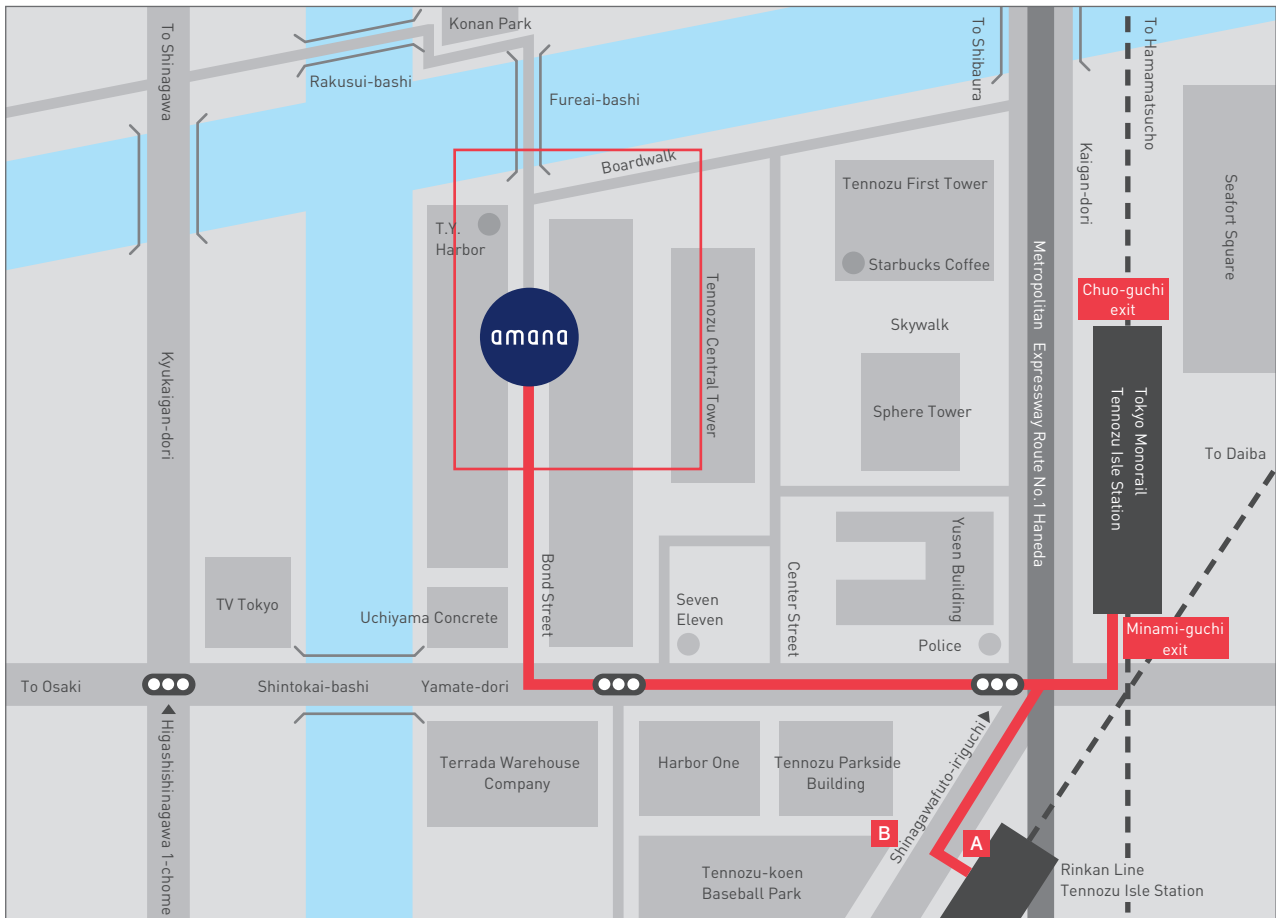 Konan Park
To Shinagawa
Rakusui-bashi
Fureai-bashi
To Shibaura
To Hamamatsucho
Boardwalk
Kaigan-dori
Tennozu First Tower
Seafort Square
T.Y.
Harbor
Starbucks Coffee
Chuo-guchi
exit
amana
Skywalk
Tennozu Central Tower
Metropolitan Expressway Route No.1 Haneda
Kyukaigan-dori
Tokyo Monorail
Tennozu Isle Station
Sphere Tower
To Daiba
Yusen Building
Bond Street
Center Street
TV Tokyo
Uchiyama Concrete
Seven
Eleven
Police
Minami-guchi
exit
To Osaki
Shintokai-bashi
Yamate-dori
Higashishinagawa 1-chome
Terrada Warehouse
Company
Harbor One
Tennozu Parkside
Building
Shinagawafuto-iriguchi
B
A
Tennozu-koen
Baseball Park
Rinkan Line
Tennozu Isle Station